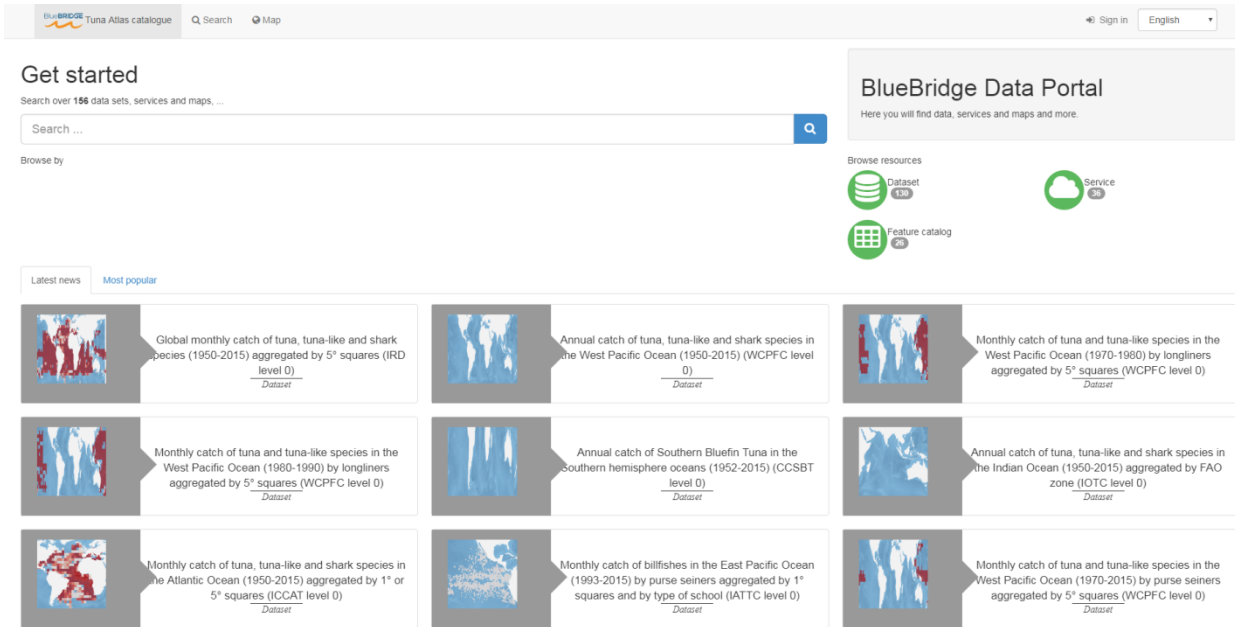 BlueBRIDGE Tuna Atlas catalogue
Search
Map
Sign in
English
Get started
Search over 156 data sets, services and maps, ...
Search ...
Browse by
BlueBridge Data Portal
Here you will find data, services and maps and more.
Browse resources
Dataset
130
Service
36
Feature catalog
26
Latest news
Most popular
Global monthly catch of tuna, tuna-like and shark
species (1950-2015) aggregated by 5° squares (IRD
level 0)
Dataset
Annual catch of tuna, tuna-like and shark species in
the West Pacific Ocean (1950-2015) (WCPFC level
0)
Dataset
Monthly catch of tuna and tuna-like species in the
West Pacific Ocean (1970-1980) by longliners
aggregated by 5° squares (WCPFC level 0)
Dataset
Monthly catch of tuna and tuna-like species in the
West Pacific Ocean (1980-1990) by longliners
aggregated by 5° squares (WCPFC level 0)
Dataset
Annual catch of Southern Bluefin Tuna in the
Southern hemisphere oceans (1952-2015) (CCSBT
level 0)
Dataset
Annual catch of tuna, tuna-like and shark species in
the Indian Ocean (1950-2015) aggregated by FAO
zone (IOTC level 0)
Dataset
Monthly catch of tuna, tuna-like and shark species in
the Atlantic Ocean (1950-2015) aggregated by 1° or
5° squares (ICCAT level 0)
Dataset
Monthly catch of billfishes in the East Pacific Ocean
(1993-2015) by purse seiners aggregated by 1°
squares and by type of school (IATTC level 0)
Dataset
Monthly catch of tuna and tuna-like species in the
West Pacific Ocean (1970-2015) by purse seiners
aggregated by 5° squares (WCPFC level 0)
Dataset